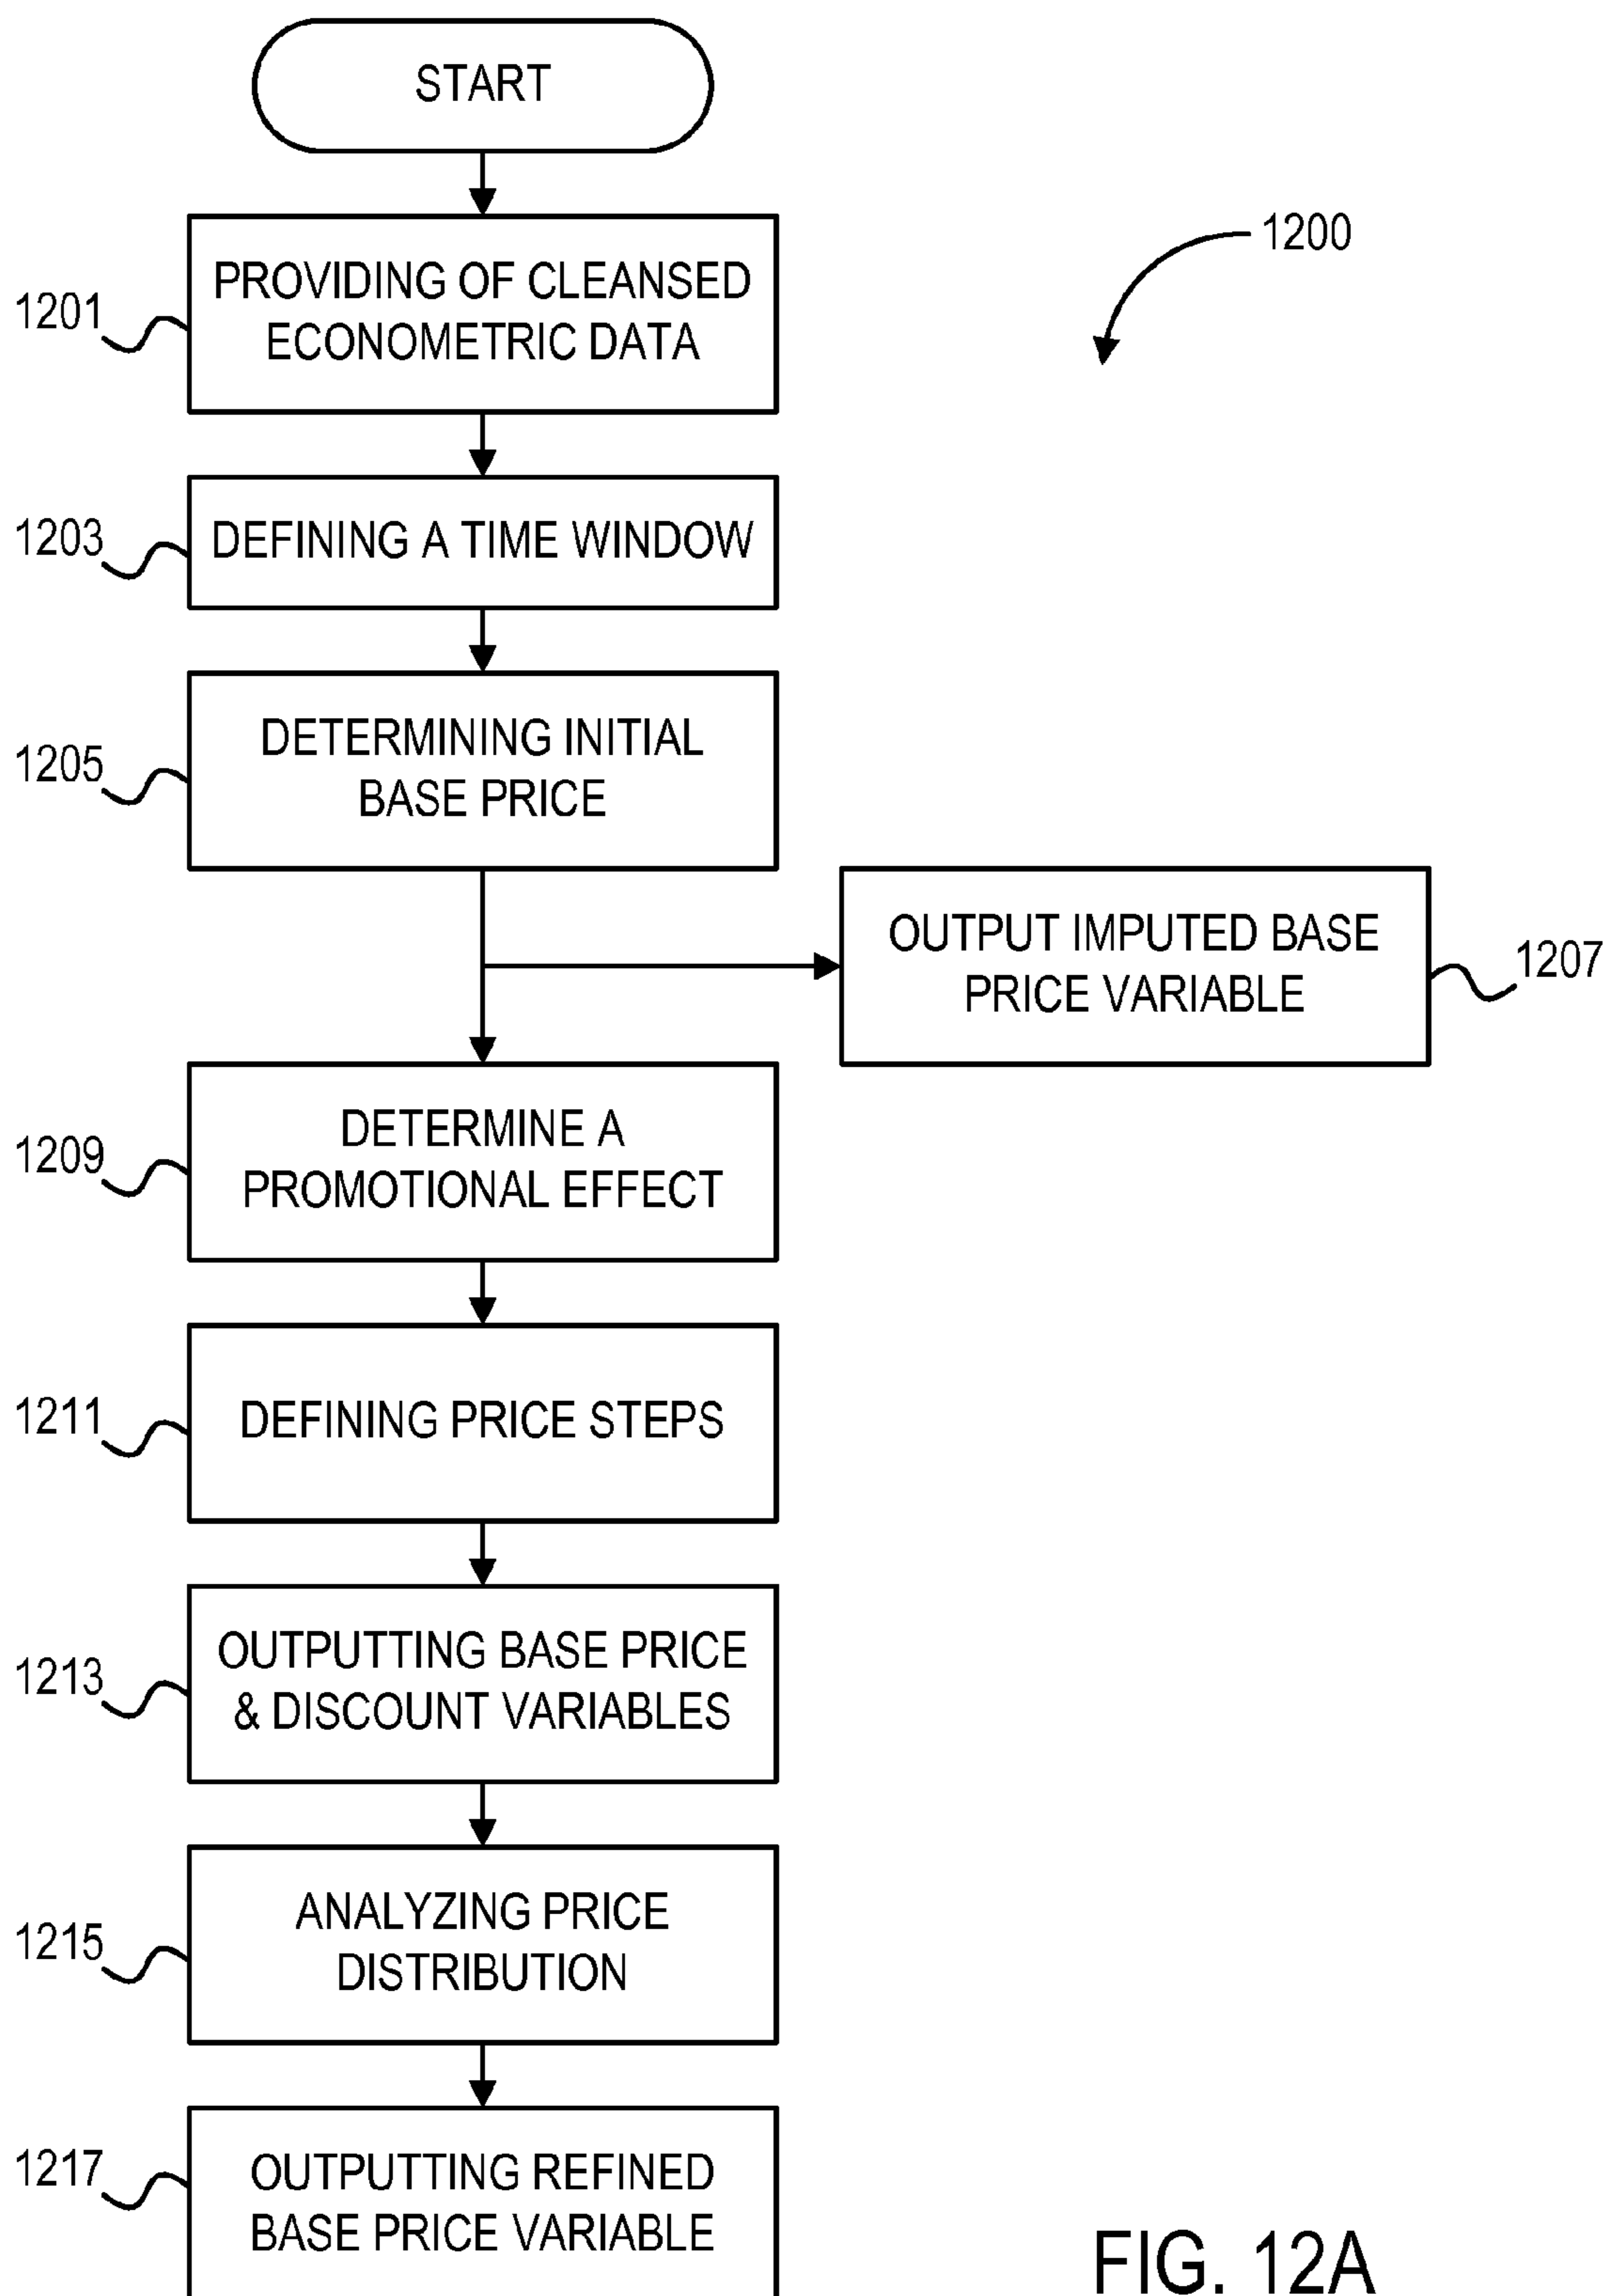 START
1200
PROVIDING OF CLEANSED
ECONOMETRIC DATA
1201
DEFINING A TIME WINDOW
1203
DETERMINING INITIAL
BASE PRICE
1205
OUTPUT IMPUTED BASE
PRICE VARIABLE
1207
DETERMINE A
PROMOTIONAL EFFECT
1209
DEFINING PRICE STEPS
1211
OUTPUTTING BASE PRICE
& DISCOUNT VARIABLES
1213
ANALYZING PRICE
DISTRIBUTION
1215
OUTPUTTING REFINED
BASE PRICE VARIABLE
1217
FIG. 12A